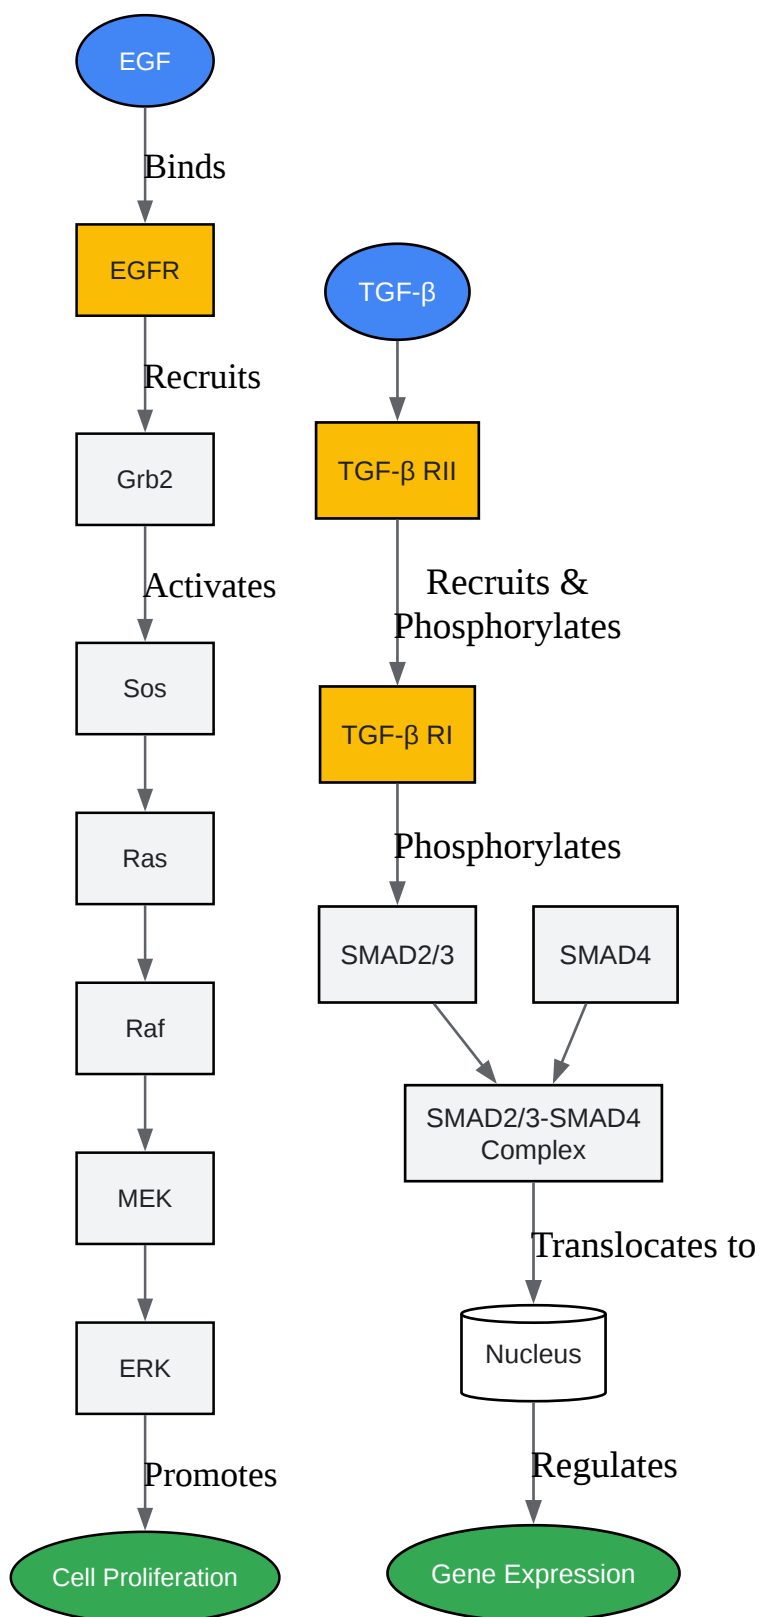 EGF
Binds
EGFR
Recruits
Grb2
Activates
Sos
Ras
Raf
MEK
ERK
Promotes
Cell Proliferation
TGF-β
TGF-β RII
Recruits &
Phosphorylates
TGF-β RI
Phosphorylates
SMAD2/3
SMAD4
SMAD2/3-SMAD4
Complex
Translocates to
Nucleus
Regulates
Gene Expression